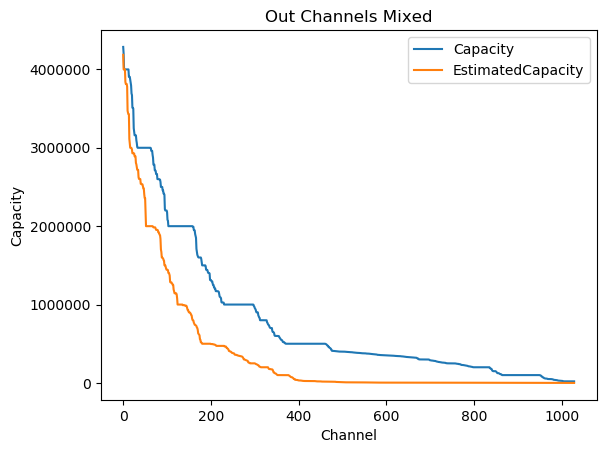 Out Channels Mixed
Capacity
EstimatedCapacity
4000000
3000000
2000000
1000000
0
Capacity
0 200 400 600 800 1000
Channel